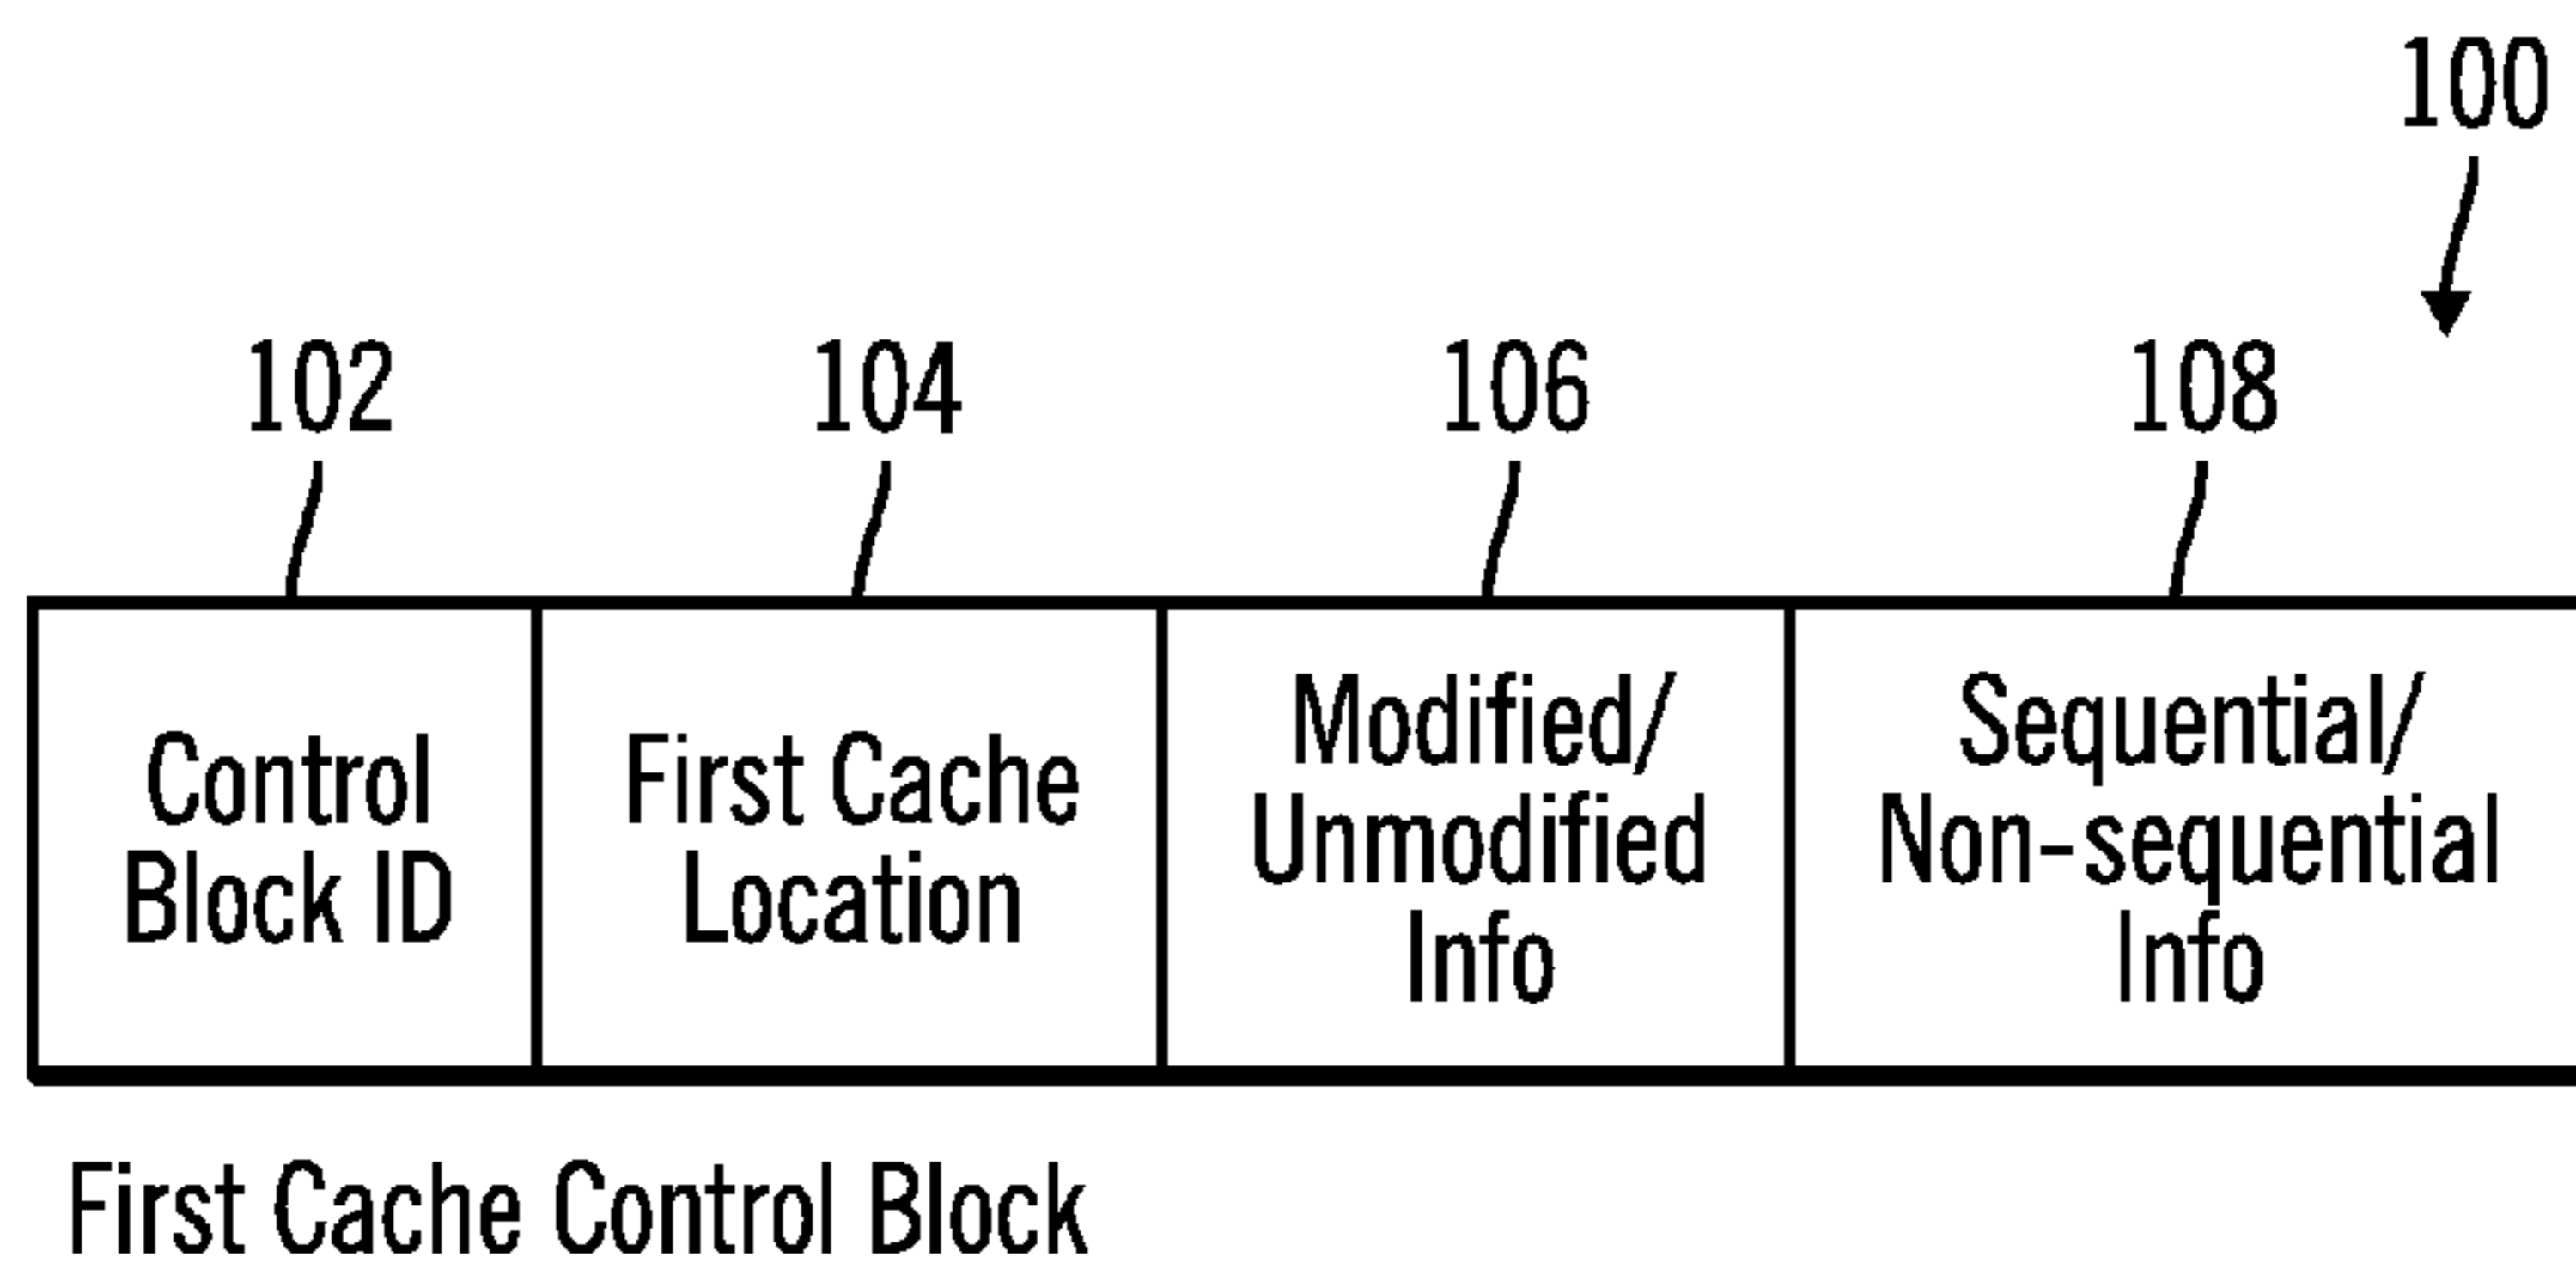 100
102 104 106 108
Control
Block ID
First Cache
Location
Modified/
Unmodified
Info
Sequential/
Non-sequential
Info
First Cache Control Block